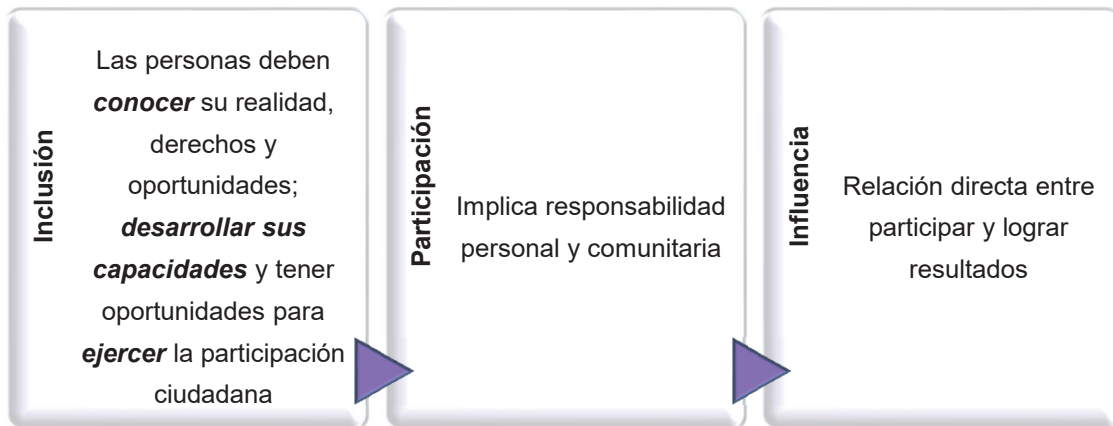 Inclusión
Las personas deben
conocer su realidad,
derechos y
oportunidades;
desarrollar sus
capacidades y tener
oportunidades para
ejercer la participación
ciudadana
Participación
Implica responsabilidad
personal y comunitaria
Influencia
Relación directa entre
participar y lograr
resultados